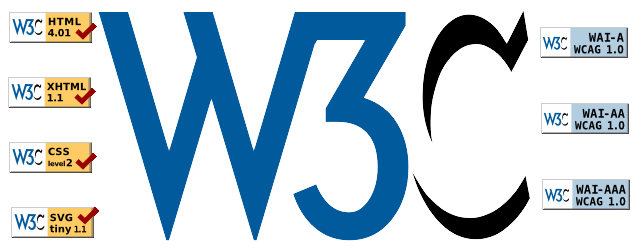 W3C HTML
4.01
W3C XHTML
1.1
W3C CSS
level2
W3C SVG
tiny 1.1
W3C
W3C WAI-A
WCAG 1.0
W3C WAI-AA
WCAG 1.0
W3C WAI-AAA
WCAG 1.0